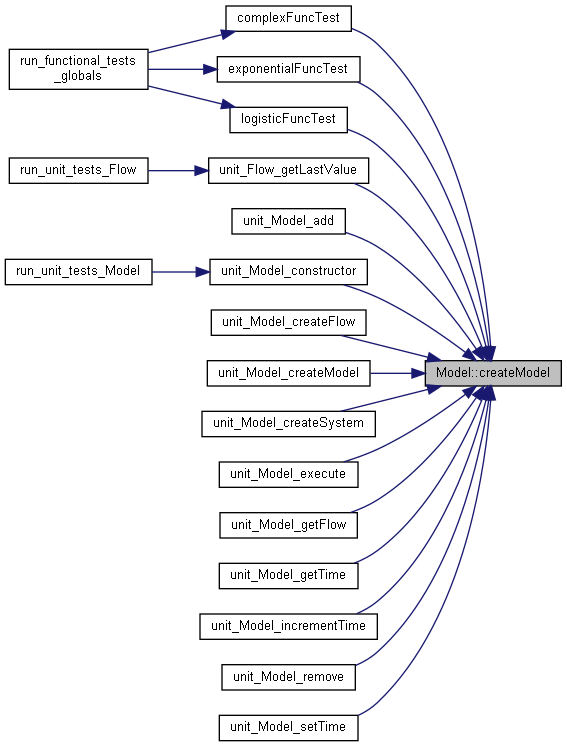 complexFuncTest
run_functional_tests
_globals
exponentialFuncTest
logisticFuncTest
run_unit_tests_Flow
unit_Flow_getLastValue
unit_Model_add
run_unit_tests_Model
unit_Model_constructor
unit_Model_createFlow
unit_Model_createModel
Model::createModel
unit_Model_createSystem
unit_Model_execute
unit_Model_getFlow
unit_Model_getTime
unit_Model_incrementTime
unit_Model_remove
unit_Model_setTime